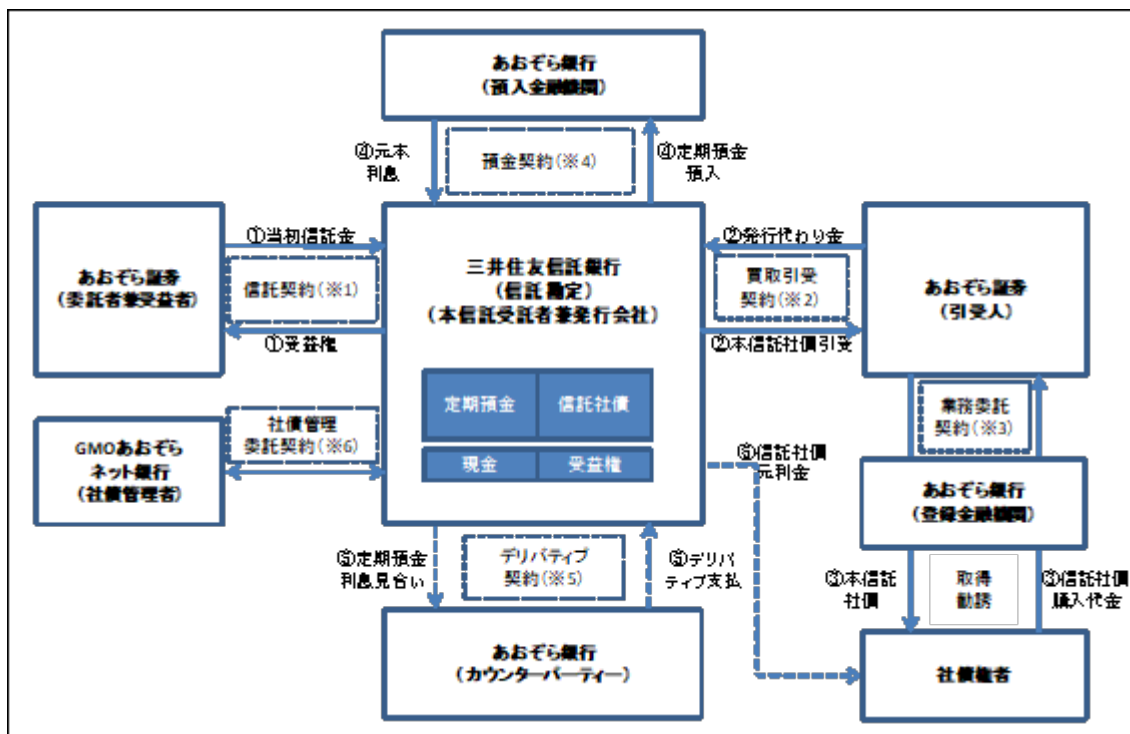 あおぞら銀行
(預入金融機関)
④元本
利息
預金契約(※4)
④定期預金
預入
あおぞら証券
(委託者兼受益者)
①当初信託金
信託契約(※1)
①受益権
三井住友信託銀行
(信託勘定)
(本信託受託者兼発行会社)
②発行代わり金
買取引受
契約(※2)
②本信託社債引受
あおぞら証券
(引受人)
定期預金
信託社債
現金
受益権
GMOあおぞら
ネット銀行
(社債管理者)
社債管理
委託契約(※6)
業務委託
契約(※3)
⑥信託社債
元利金
あおぞら銀行
(登録金融機関)
⑤定期預金
利息見合い
デリバティブ
契約(※5)
⑤デリバ
ティブ支払
③本信託
社債
取得
勧誘
③信託社債
購入代金
あおぞら銀行
(カウンターパーティー)
社債権者